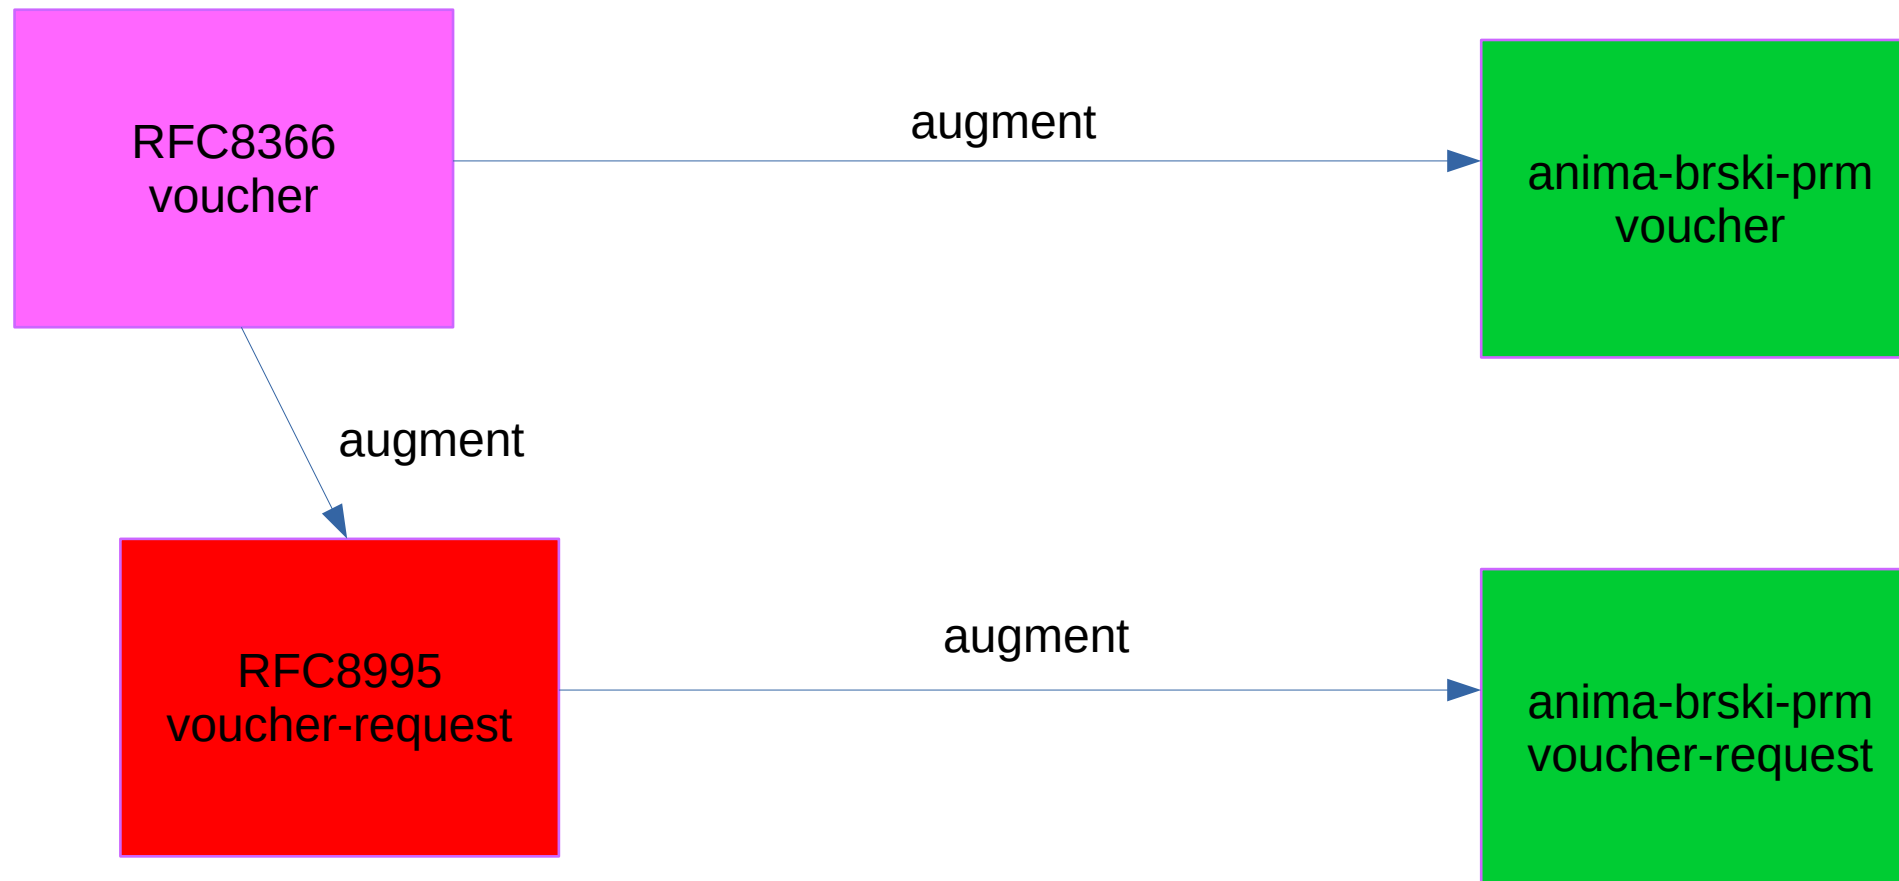 RFC8366
voucher
augment
anima-brski-prm
voucher
augment
RFC8995
voucher-request
augment
anima-brski-prm
voucher-request